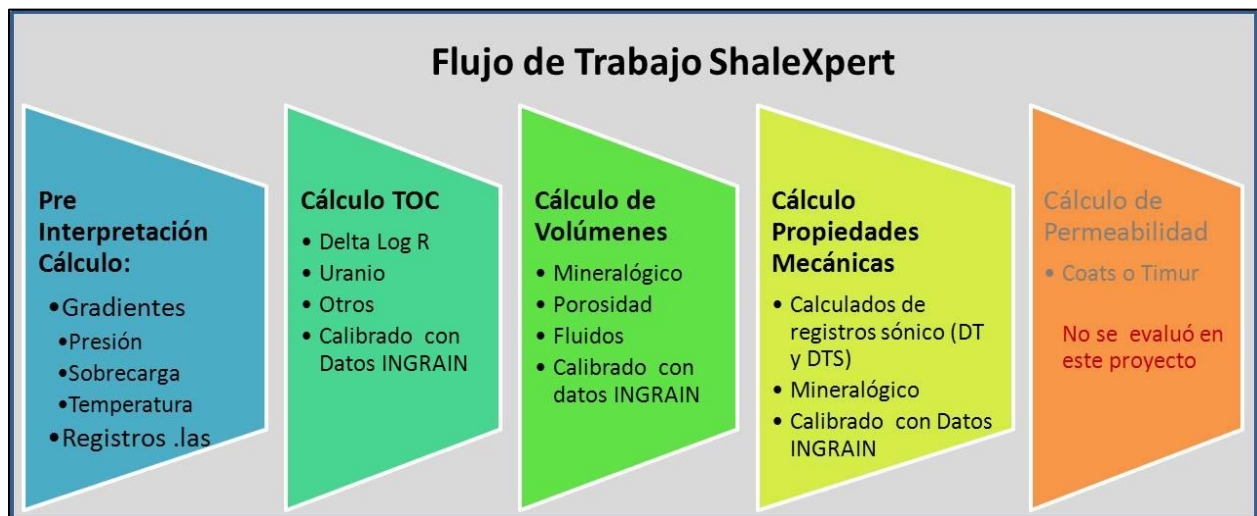 Flujo de Trabajo ShaleXpert
Pre
Interpretación
Cálculo:
•Gradientes
•Presión
•Sobrecarga
•Temperatura
•Registros .las
Cálculo TOC
• Delta Log R
• Uranio
• Otros
• Calibrado con
Datos INGRAIN
Cálculo de
Volúmenes
• Mineralógico
• Porosidad
• Fluidos
• Calibrado con
datos INGRAIN
Cálculo
Propiedades
Mecánicas
• Calculados de
registros sónico (DT
y DTS)
• Mineralógico
• Calibrado con Datos
INGRAIN
Cálculo de
Permeabilidad
• Coats o Timur
No se evaluó en
este proyecto